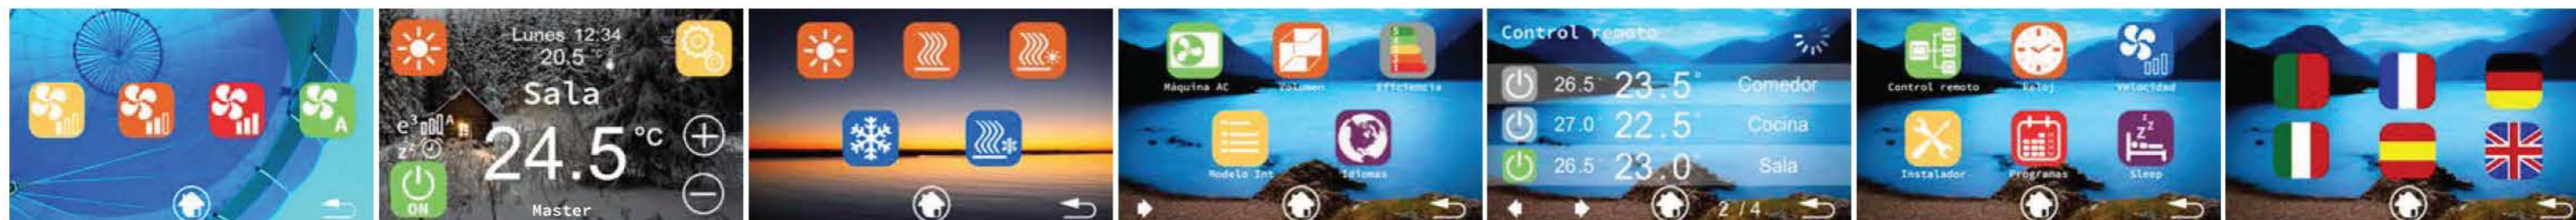 A
Lunes 12:34
20.5 °C
Sala
e³ A
zᶻ
24.5 °C
ON
Master
Máquina AC
Volumen
Eficiencia
Modelo Int
Idiomas
Control remoto
26.5° 23.5° Comedor
27.0° 22.5° Cocina
26.5° 23.0 Sala
2/4
Control remoto
Reloj
Velocidad
Instalador
Programas
Sleep